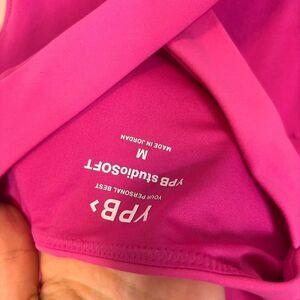 YPB>
YOUR PERSONAL BEST
YPB studioSOFT
M
MADE IN JORDAN